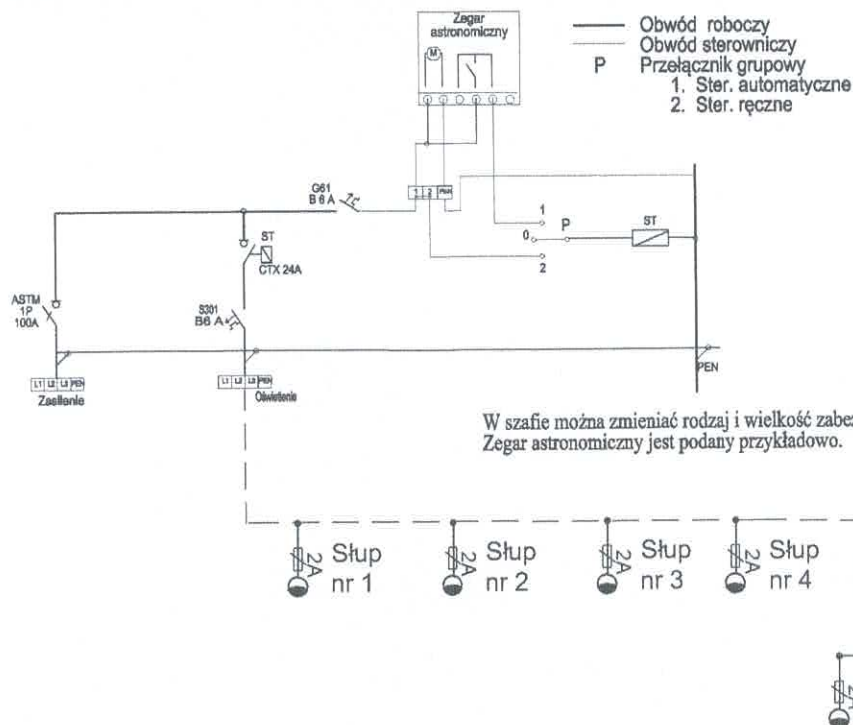 Zegar
astronomiczny
M
Obwód roboczy
Obwód sterowniczy
P Przełącznik grupowy
1. Ster. automatyczne
2. Ster. ręczne
G61
B 6 A
1 2 PEN
1
0 P
2
ST
ST
CTX 24A
ASTM
1P
100A
S301
B6 A
L1 L2 L3 PEN
Zasilenie
L1 L2 L3 PEN
Oświetlenie
PEN
W szafie można zmieniać rodzaj i wielkość
Zegar astronomiczny jest podany przykładowo.
2A Słup nr 1
2A Słup nr 2
2A Słup nr 3
2A Słup nr 4